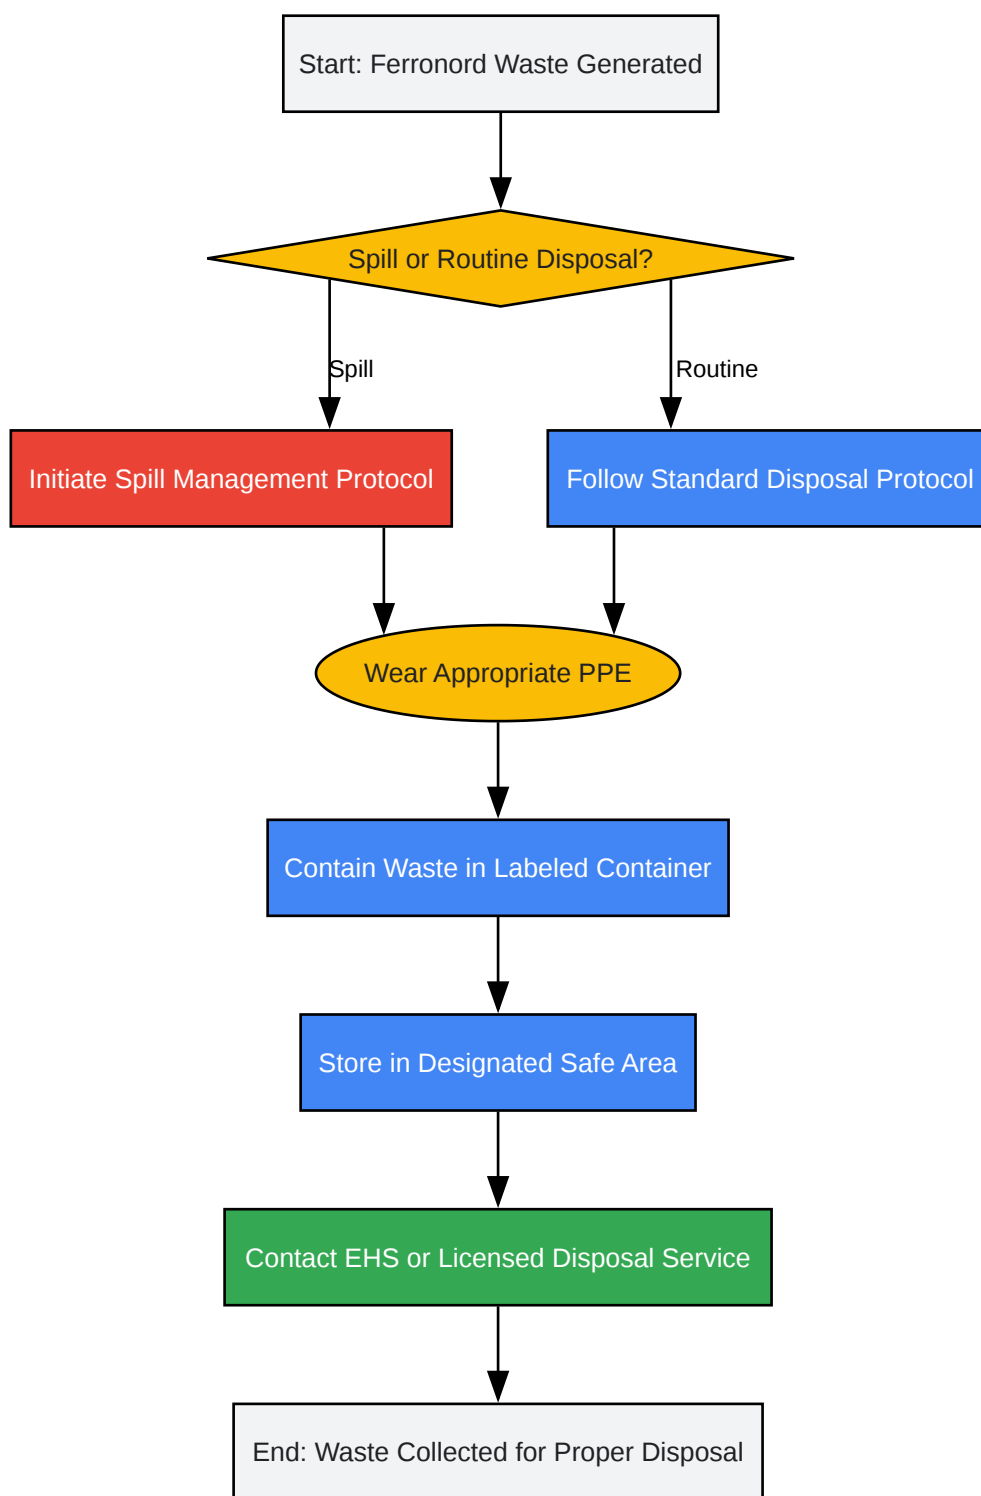 Start: Ferronord Waste Generated
Spill or Routine Disposal?
Spill
Routine
Initiate Spill Management Protocol
Follow Standard Disposal Protocol
Wear Appropriate PPE
Contain Waste in Labeled Container
Store in Designated Safe Area
Contact EHS or Licensed Disposal Service
End: Waste Collected for Proper Disposal